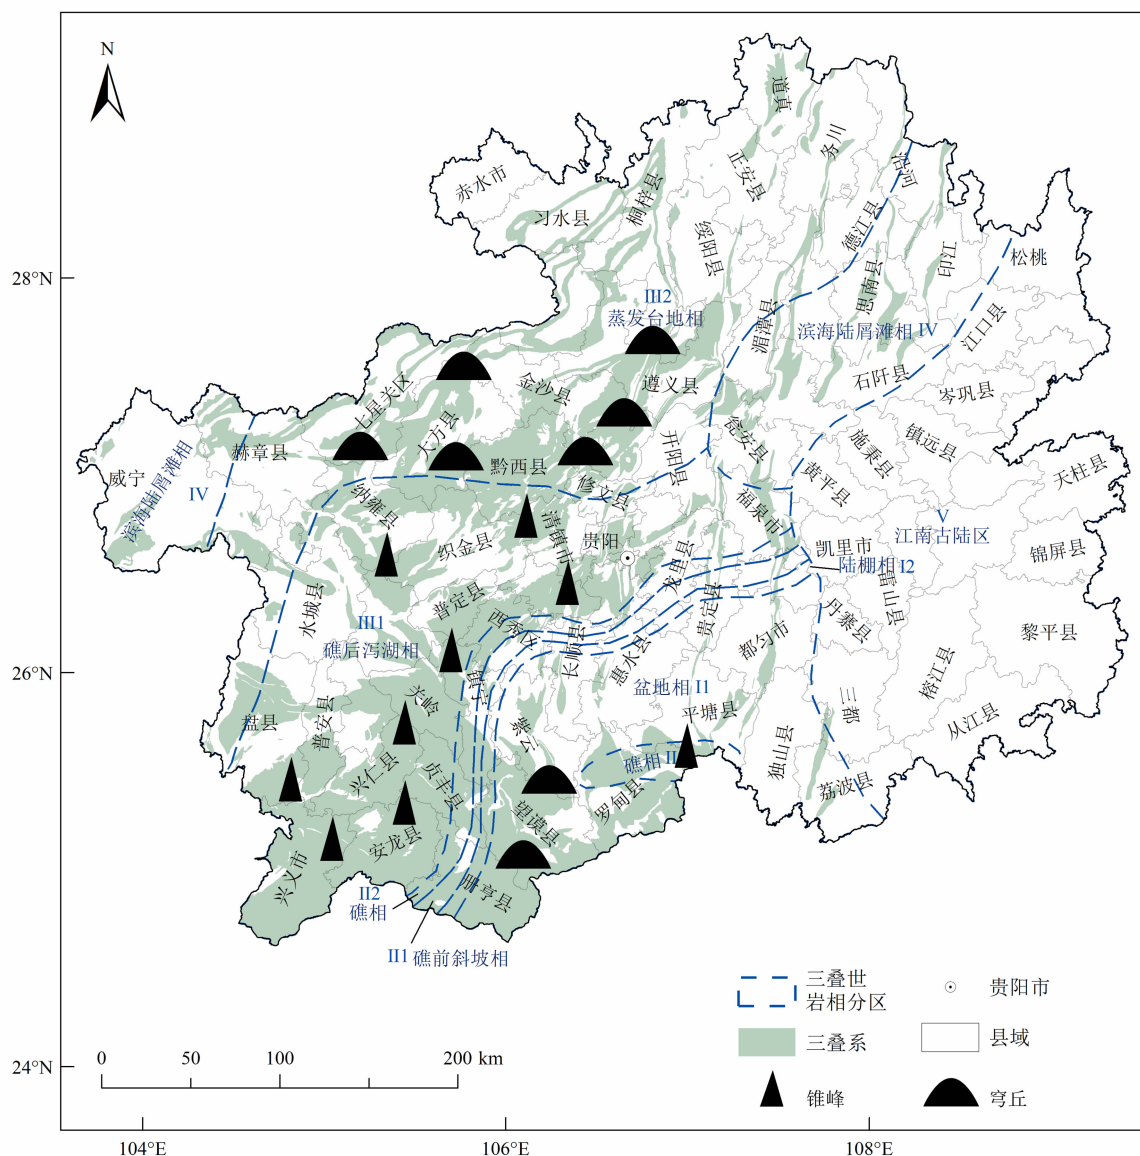 N
道真
务川
沿河
正安县
赤水市
桐梓县
习水县
德江县
绥阳县
印江
松桃
28°N
思南县
III2
蒸发台地相
湄潭县
滨海陆屑滩相 IV
江口县
石阡县
岑巩县
七星关区
金沙县
遵义县
大方县
瓮安县
施秉县
镇远县
赫章县
开阳县
黔西县
天柱县
威宁
滨海陆屑滩相
IV
纳雍县
修文县
黄平县
福泉市
V
江南古陆区
清镇市
贵阳
织金县
凯里市
锦屏县
龙里县
陆棚相 I2
水城县
普定县
贵定县
雷山县
丹寨县
西秀区
III1
礁后泻湖相
长顺县
惠水县
都匀市
黎平县
26°N
镇宁
盆地相 I1
榕江县
关岭
三都
平塘县
从江县
盘县
普安县
紫云
独山县
兴仁县
贞丰县
礁相 II
荔波县
罗甸县
望谟县
安龙县
兴义市
册亨县
II2
礁相
II1 礁前斜坡相
三叠世
岩相分区
贵阳市
三叠系
县域
锥峰
穹丘
0 50 100 200 km
24°N
104°E 106°E 108°E